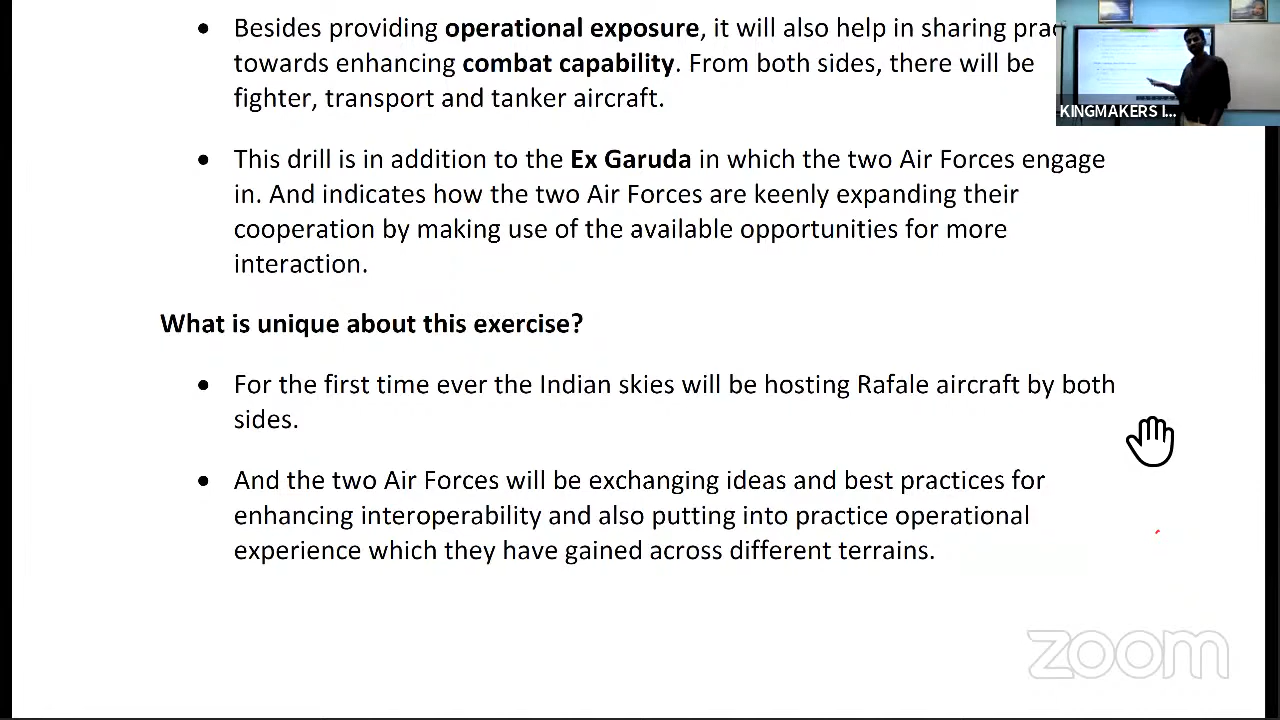 Besides providing operational exposure, it will also help in sharing
towards enhancing combat capability. From both sides, there will be
fighter, transport and tanker aircraft.
KINGMAKERS I...
This drill is in addition to the Ex Garuda in which the two Air Forces engage
in. And indicates how the two Air Forces are keenly expanding their
cooperation by making use of the available opportunities for more
interaction.
What is unique about this exercise?
For the first time ever the Indian skies will be hosting Rafale aircraft by both
sides.
And the two Air Forces will be exchanging ideas and best practices for
enhancing interoperability and also putting into practice operational
experience which they have gained across different terrains.
zoom